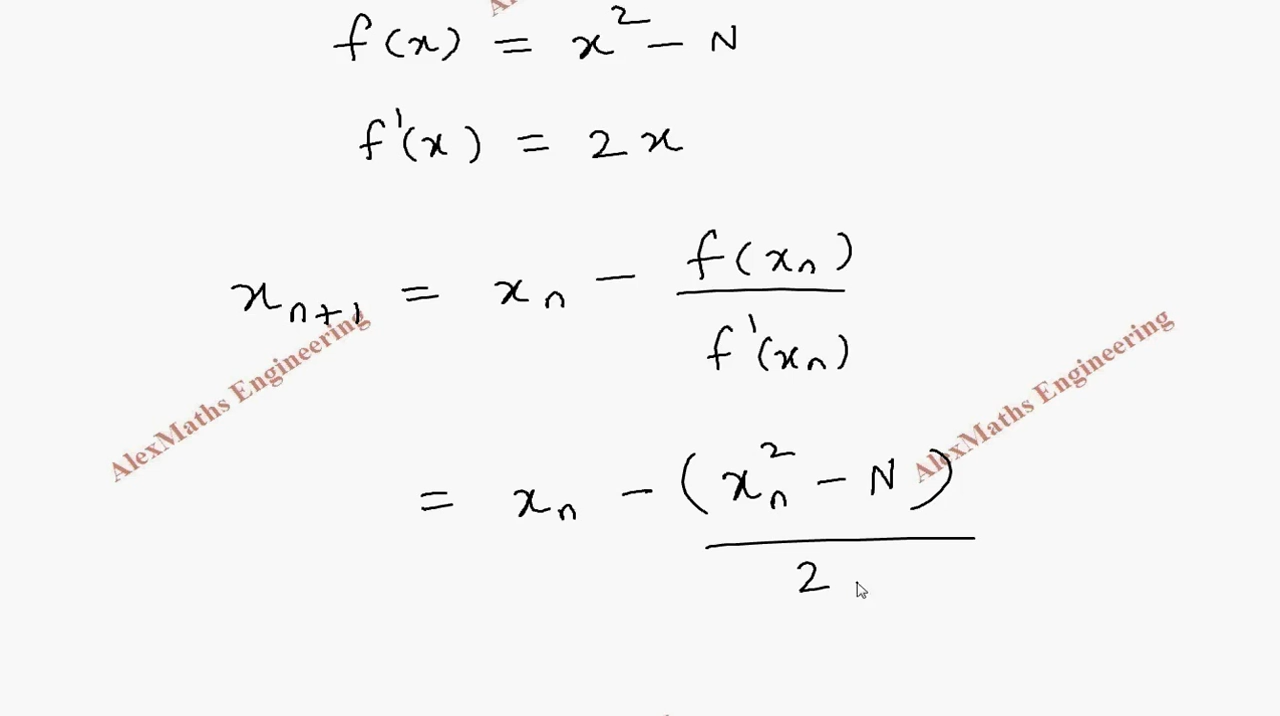 f(x) = x² − N
f'(x) = 2x
xₙ₊₁ = xₙ − f(xₙ) / f'(xₙ)
AlexMaths Engineering
AlexMaths Engineering
= xₙ − (xₙ² − N) / 2